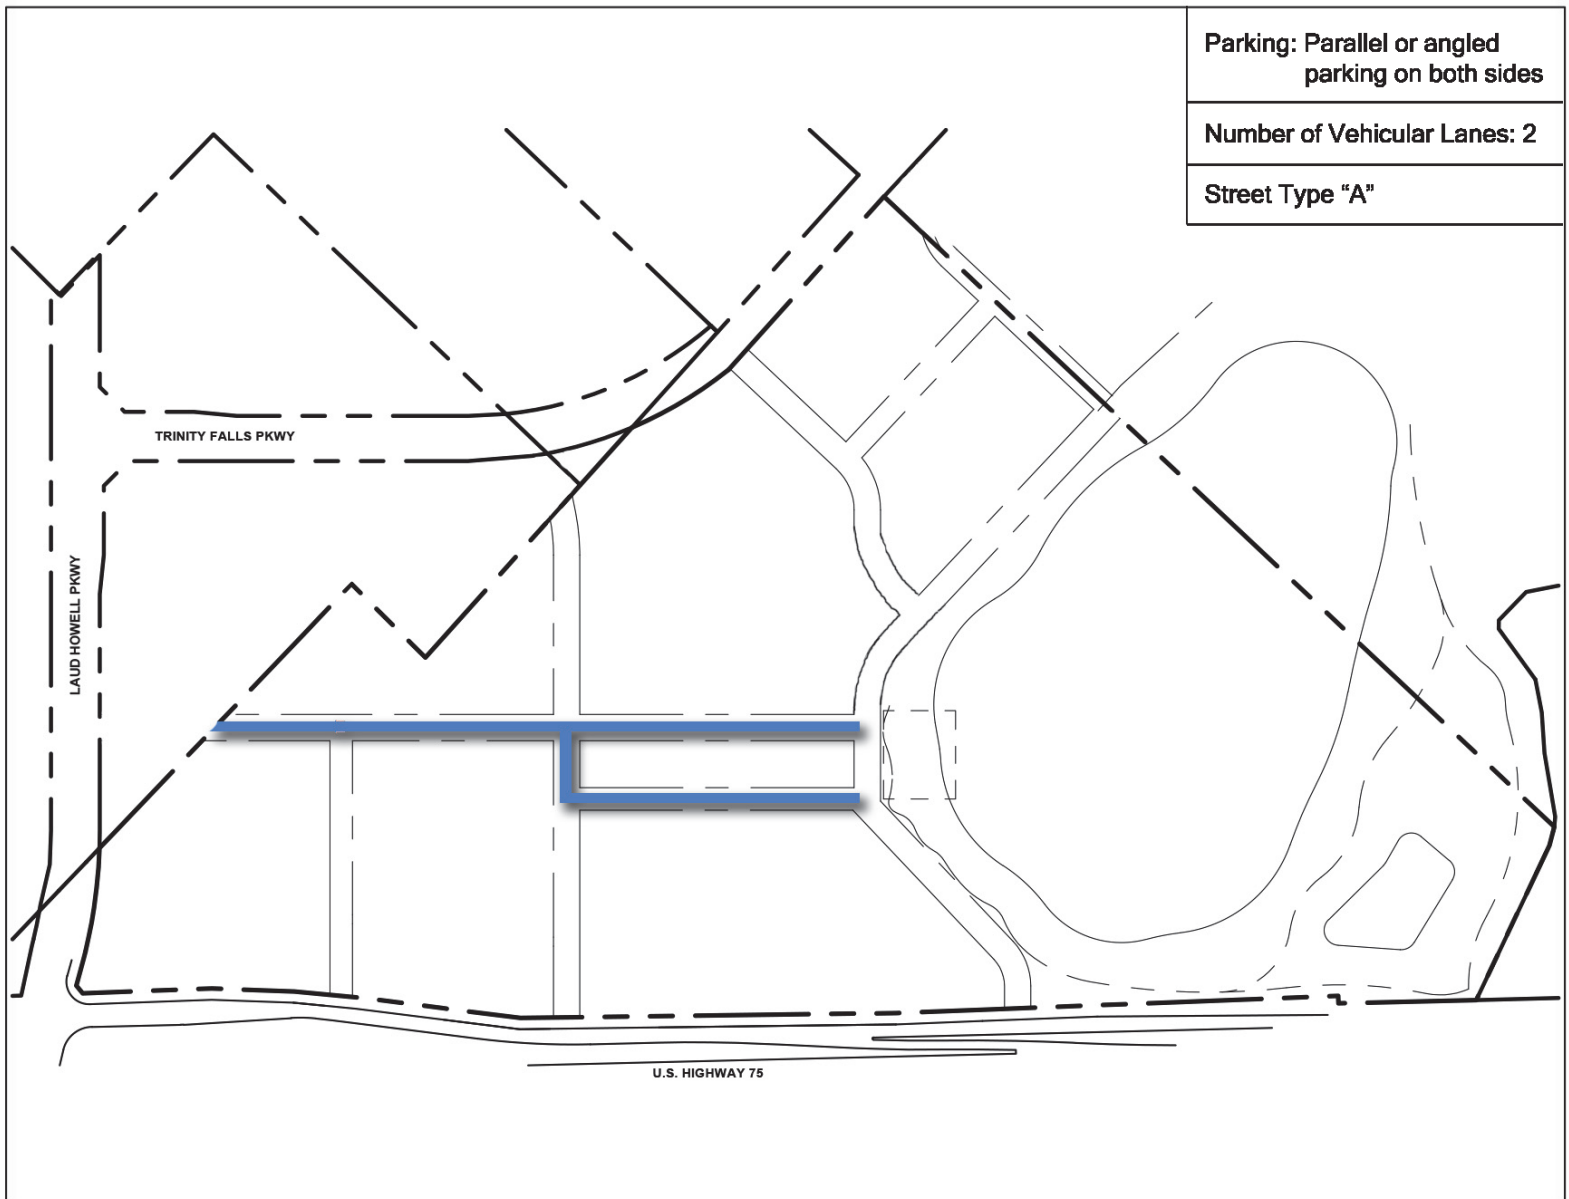 Parking: Parallel or angled
parking on both sides
Number of Vehicular Lanes: 2
Street Type “A”
TRINITY FALLS PKWY
LAUD HOWELL PKWY
U.S. HIGHWAY 75